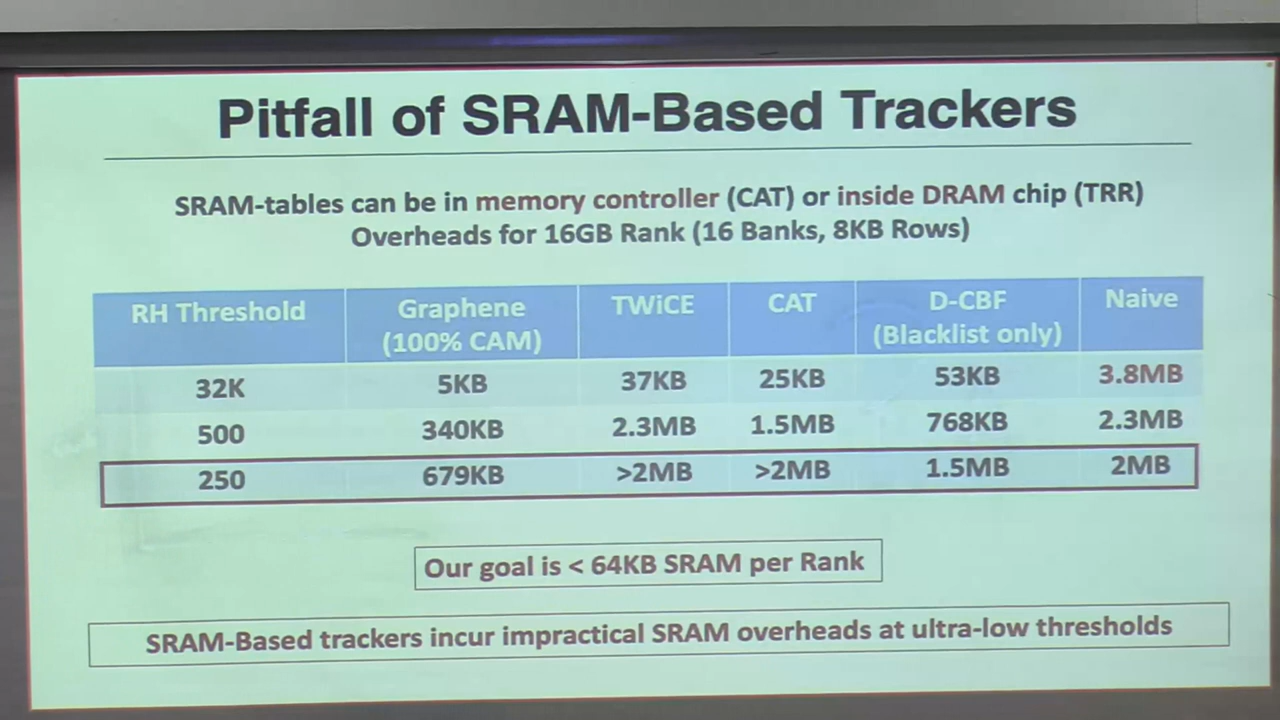 Pitfall of SRAM-Based Trackers
SRAM-tables can be in memory controller (CAT) or inside DRAM chip (TRR)
Overheads for 16GB Rank (16 Banks, 8KB Rows)
RH Threshold Graphene (100% CAM) TWiCE CAT D-CBF (Blacklist only) Naive
32K 5KB 37KB 25KB 53KB 3.8MB
500 340KB 2.3MB 1.5MB 768KB 2.3MB
250 679KB >2MB >2MB 1.5MB 2MB
Our goal is < 64KB SRAM per Rank
SRAM-Based trackers incur impractical SRAM overheads at ultra-low thresholds